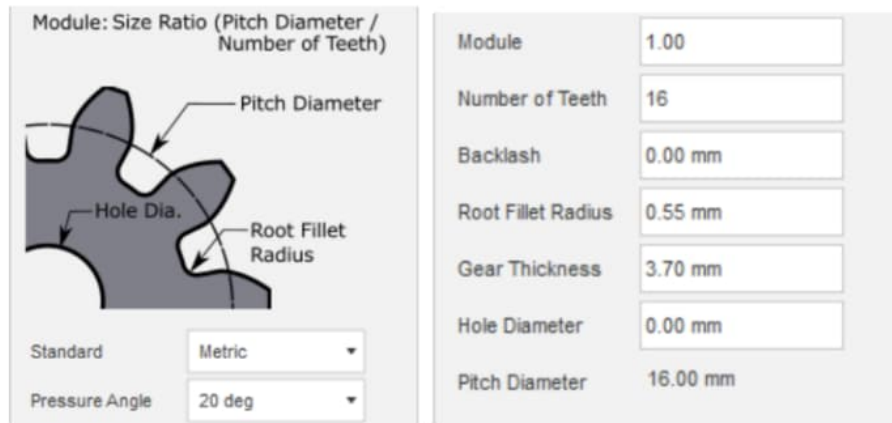 Module: Size Ratio (Pitch Diameter /
Number of Teeth)
Pitch Diameter
Hole Dia.
Root Fillet
Radius
Standard Metric
Pressure Angle 20 deg
Module 1.00
Number of Teeth 16
Backlash 0.00 mm
Root Fillet Radius 0.55 mm
Gear Thickness 3.70 mm
Hole Diameter 0.00 mm
Pitch Diameter 16.00 mm